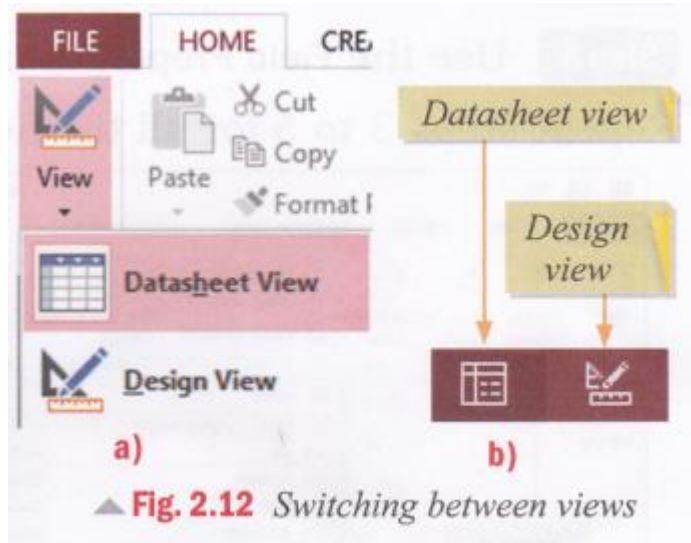 FILE HOME CRE
View
Paste
Cut
Copy
Format
Datasheet View
Design View
a)
Datasheet view
Design
view
b)
Fig. 2.12 Switching between views